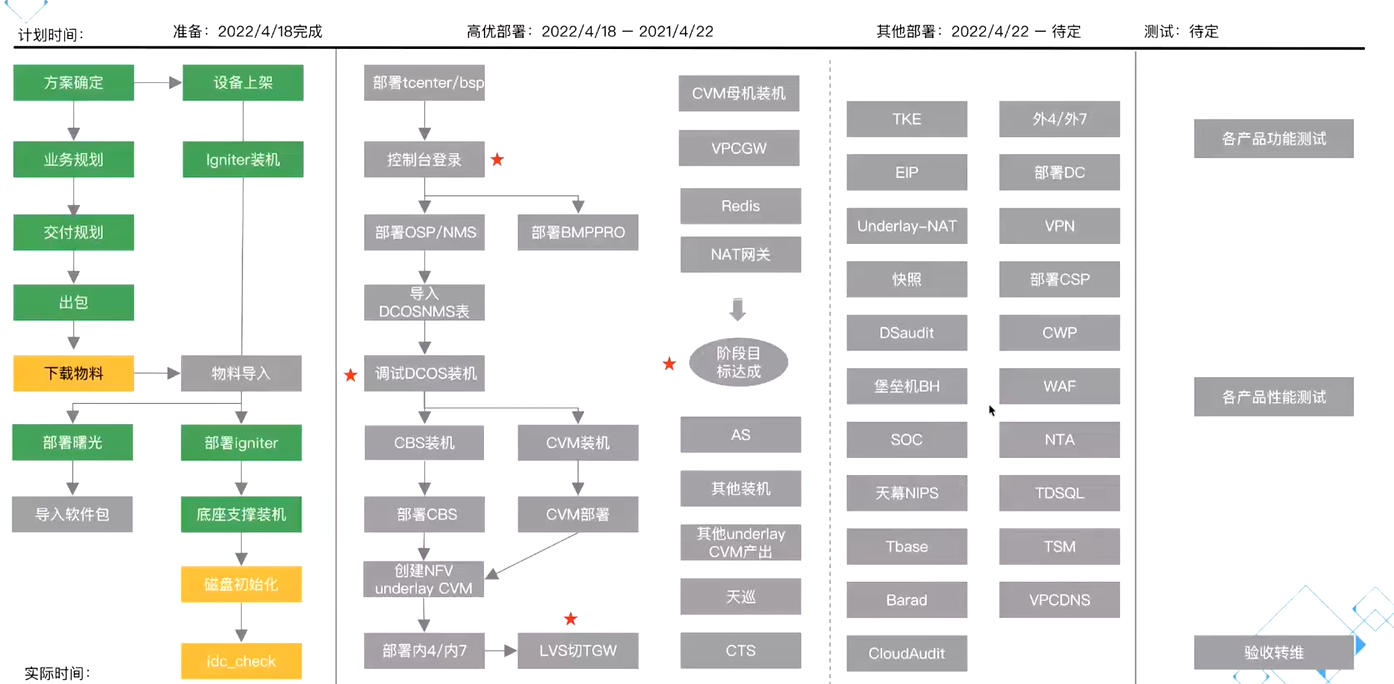 计划时间:
准备:2022/4/18完成
高优部署:2022/4/18 – 2021/4/22
其他部署:2022/4/22 – 待定
测试:待定
方案确定
业务规划
交付规划
出包
下载物料
部署曙光
导入软件包
设备上架
Igniter装机
物料导入
部署igniter
底座支撑装机
磁盘初始化
idc_check
部署tcenter/bsp
控制台登录
部署OSP/NMS
部署BMPPRO
导入
DCOSNMS表
调试DCOS装机
CBS装机
CVM装机
部署CBS
CVM部署
创建NFV
underlay CVM
部署内4/内7
LVS切TGW
CVM母机装机
VPCGW
Redis
NAT网关
阶段目
标达成
AS
其他装机
其他underlay
CVM产出
天巡
CTS
TKE
EIP
Underlay-NAT
快照
DSaudit
堡垒机BH
SOC
天幕NIPS
Tbase
Barad
CloudAudit
外4/外7
部署DC
VPN
部署CSP
CWP
WAF
NTA
TDSQL
TSM
VPCDNS
各产品功能测试
各产品性能测试
验收转维
实际时间: